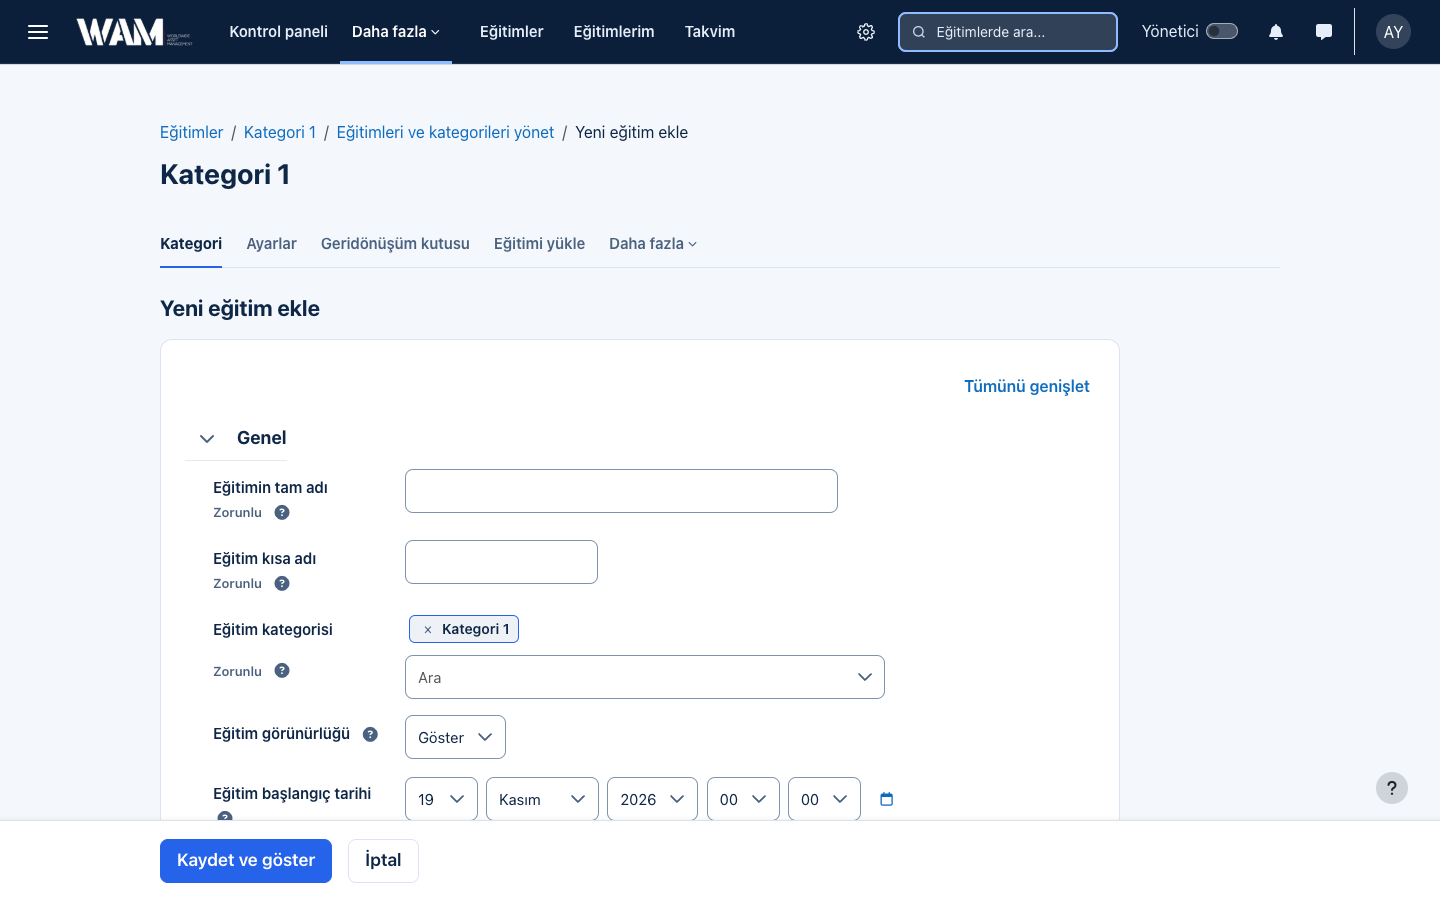 WAM WORLDWIDE ASSET MANAGEMENT
Kontrol paneli
Daha fazla
Eğitimler
Eğitimlerim
Takvim
Eğitimlerde ara...
Yönetici
AY
Eğitimler / Kategori 1 / Eğitimleri ve kategorileri yönet / Yeni eğitim ekle
Kategori 1
Kategori
Ayarlar
Geridönüşüm kutusu
Eğitimi yükle
Daha fazla
Yeni eğitim ekle
Tümünü genişlet
Genel
Eğitimin tam adı
Zorunlu ?
Eğitim kısa adı
Zorunlu ?
Eğitim kategorisi
× Kategori 1
Zorunlu ?
Ara
Eğitim görünürlüğü ?
Göster
Eğitim başlangıç tarihi
?
19 Kasım 2026 00 00
?
Kaydet ve göster
İptal